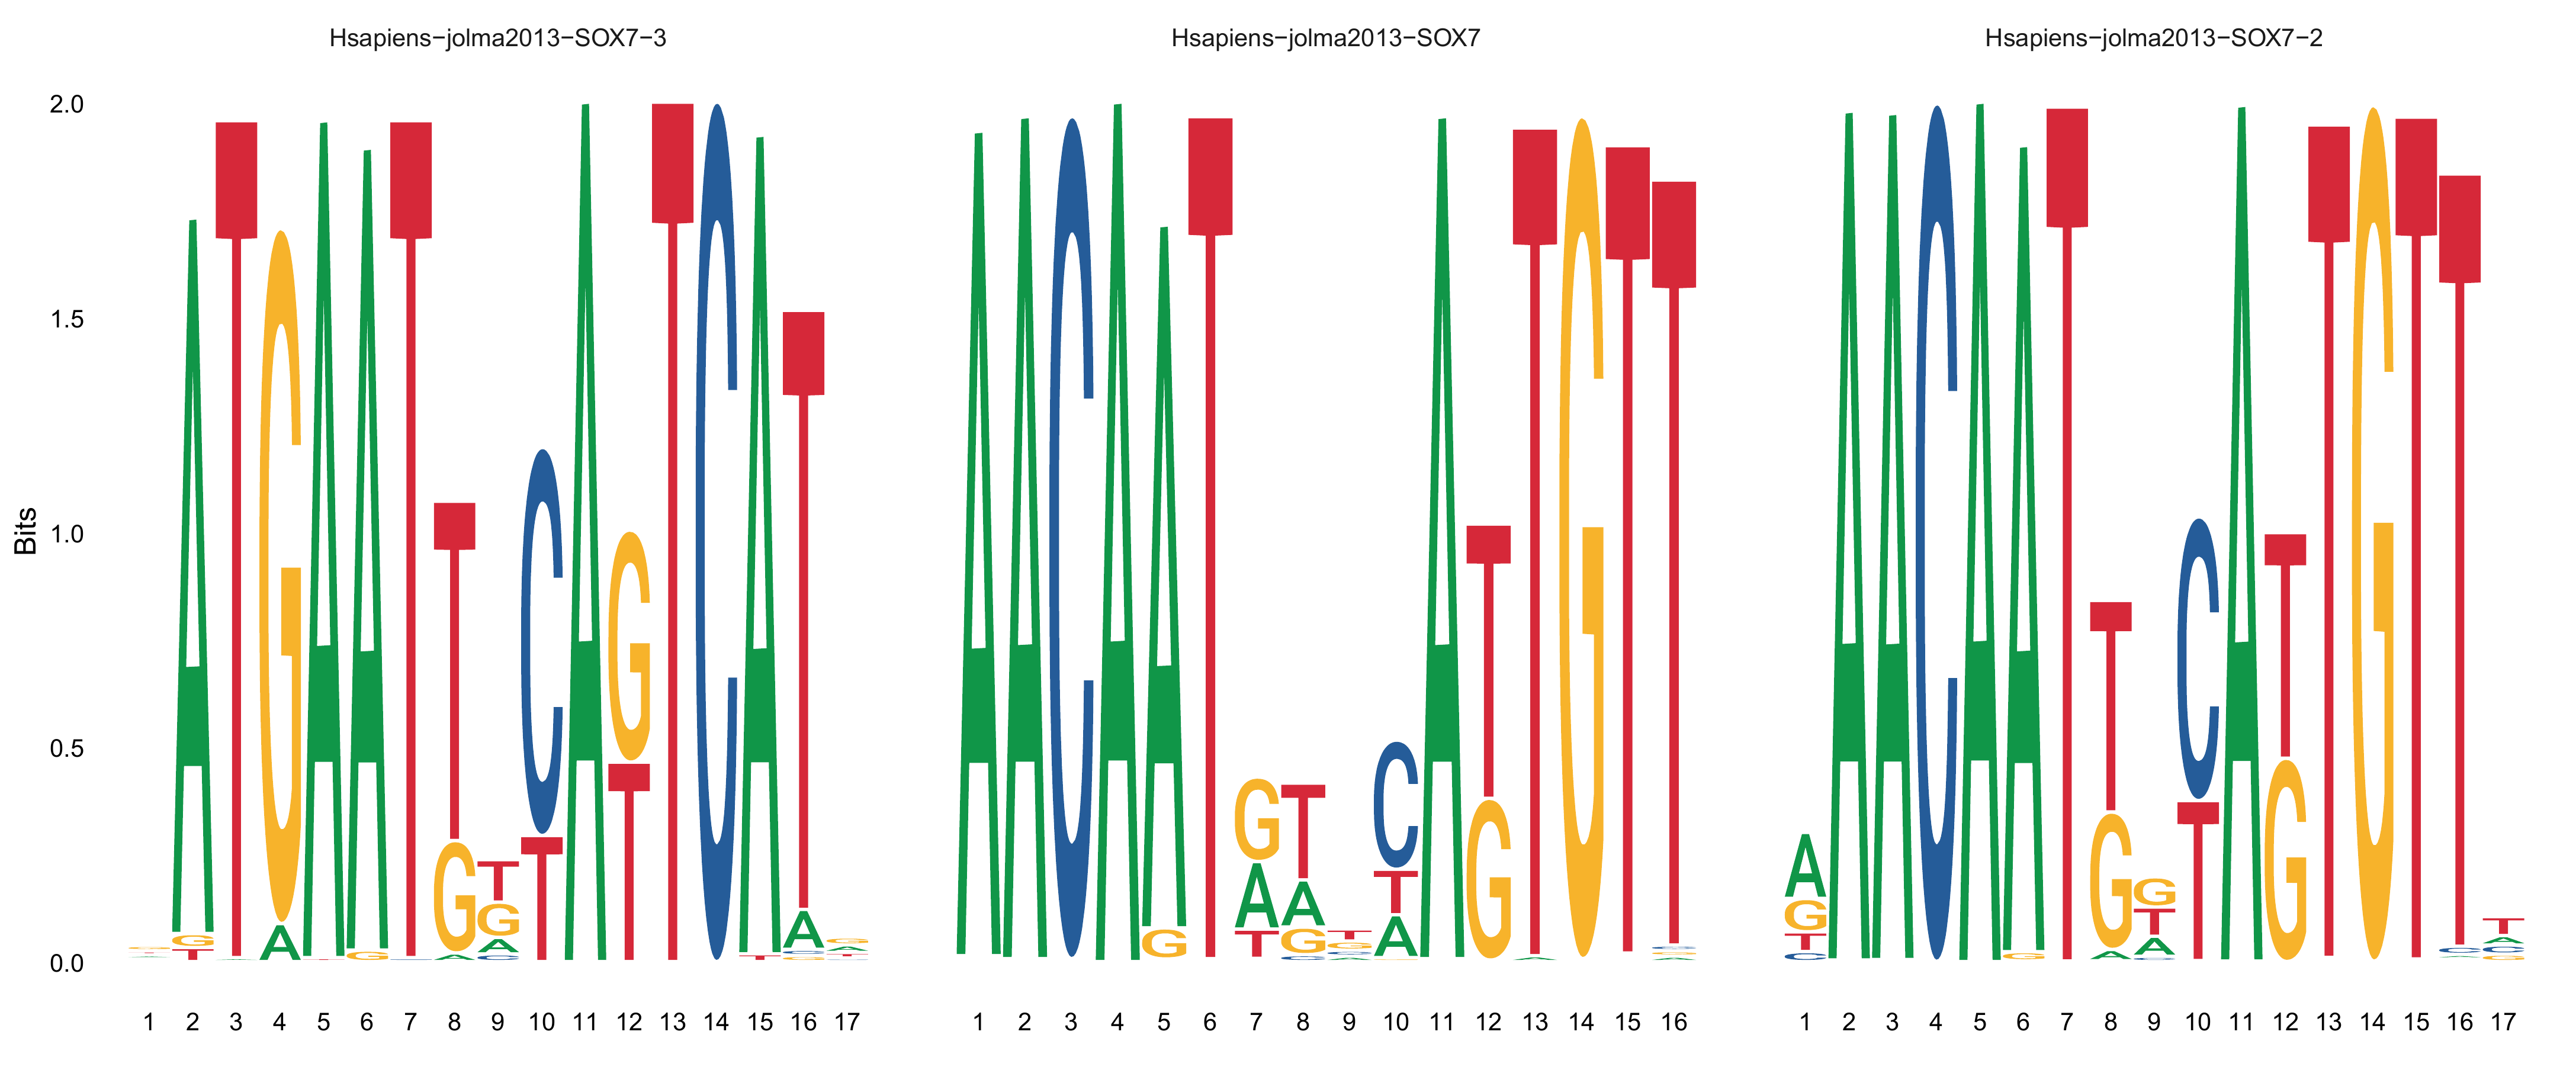 Hsapiens−jolma2013−SOX7−3
Hsapiens−jolma2013−SOX7
Hsapiens−jolma2013−SOX7−2
Bits
2.0
1.5
1.0
0.5
0.0
1 2 3 4 5 6 7 8 9 10 11 12 13 14 15 16 17
1 2 3 4 5 6 7 8 9 10 11 12 13 14 15 16
1 2 3 4 5 6 7 8 9 10 11 12 13 14 15 16 17